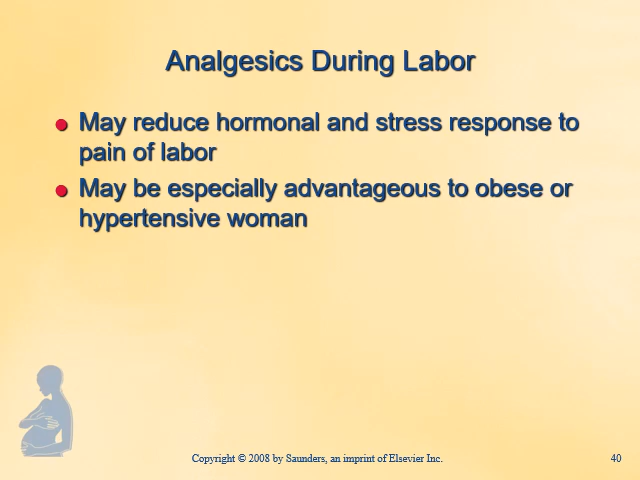 Analgesics During Labor
May reduce hormonal and stress response to
pain of labor
May be especially advantageous to obese or
hypertensive woman
Copyright © 2008 by Saunders, an imprint of Elsevier Inc.
40